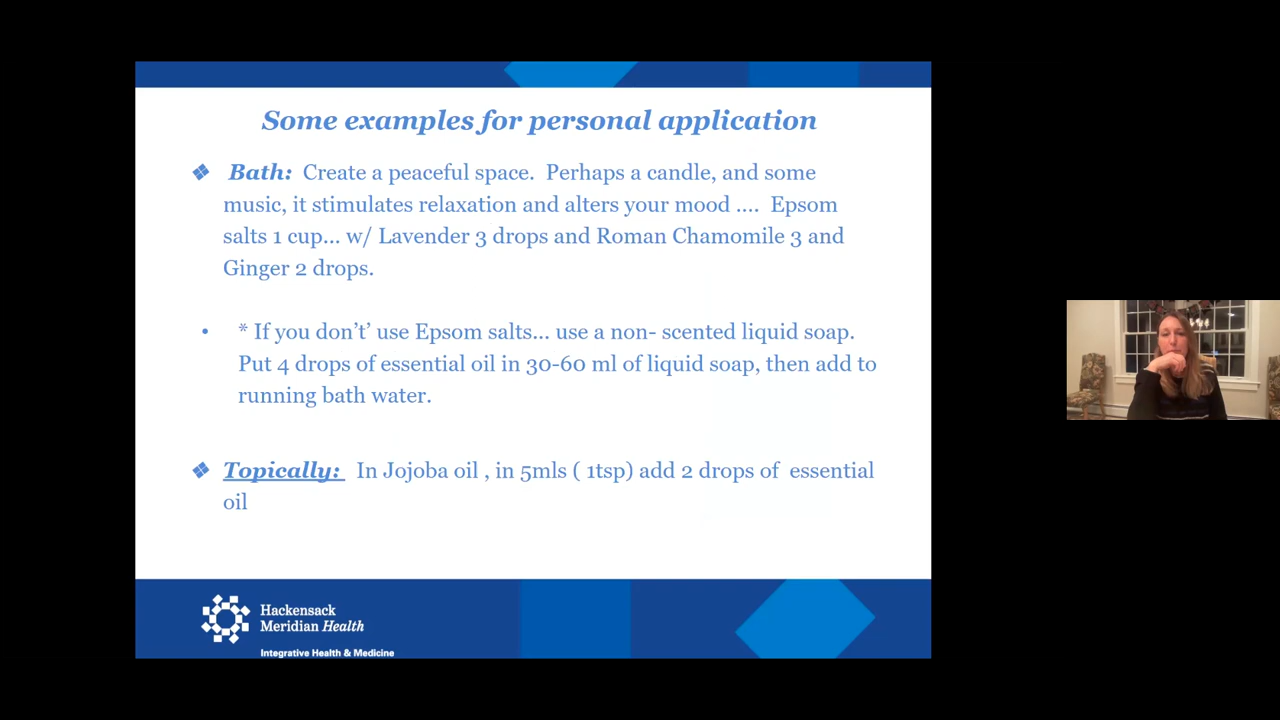 Some examples for personal application
❖ Bath: Create a peaceful space. Perhaps a candle, and some
music, it stimulates relaxation and alters your mood .... Epsom
salts 1 cup... w/ Lavender 3 drops and Roman Chamomile 3 and
Ginger 2 drops.
• * If you don't' use Epsom salts... use a non- scented liquid soap.
Put 4 drops of essential oil in 30-60 ml of liquid soap, then add to
running bath water.
❖ Topically: In Jojoba oil , in 5mls ( 1tsp) add 2 drops of essential
oil
Hackensack
Meridian Health
Integrative Health & Medicine